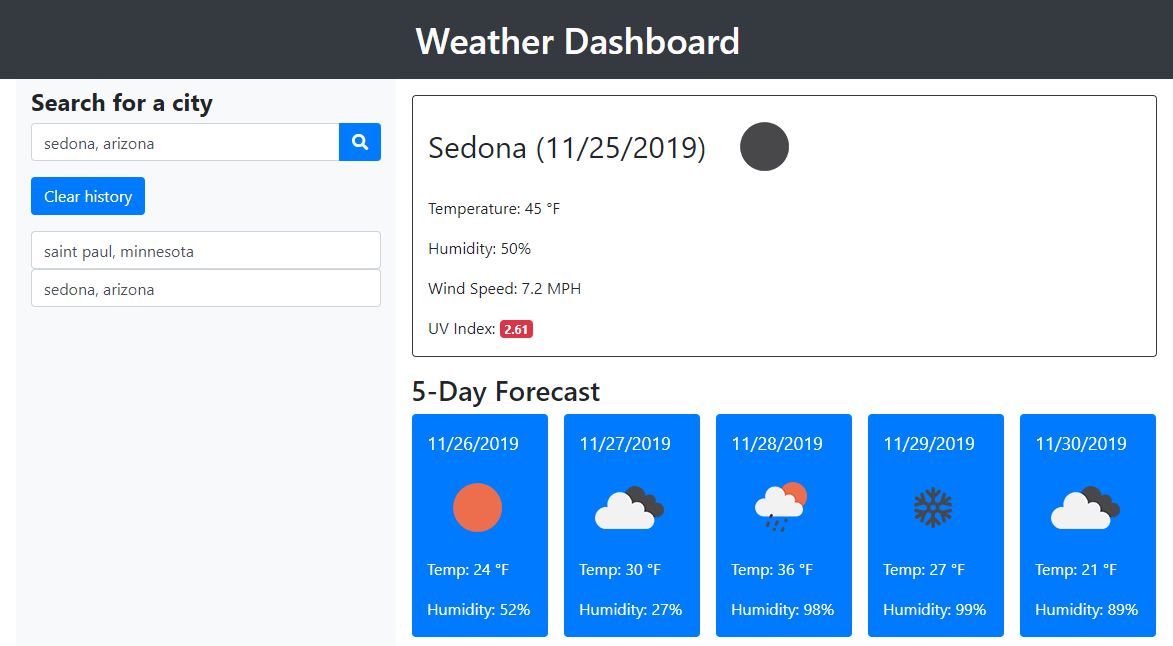 Weather Dashboard
Search for a city
sedona, arizona
Clear history
saint paul, minnesota
sedona, arizona
Sedona (11/25/2019)
Temperature: 45 °F
Humidity: 50%
Wind Speed: 7.2 MPH
UV Index: 2.61
5-Day Forecast
11/26/2019
Temp: 24 °F
Humidity: 52%
11/27/2019
Temp: 30 °F
Humidity: 27%
11/28/2019
Temp: 36 °F
Humidity: 98%
11/29/2019
Temp: 27 °F
Humidity: 99%
11/30/2019
Temp: 21 °F
Humidity: 89%